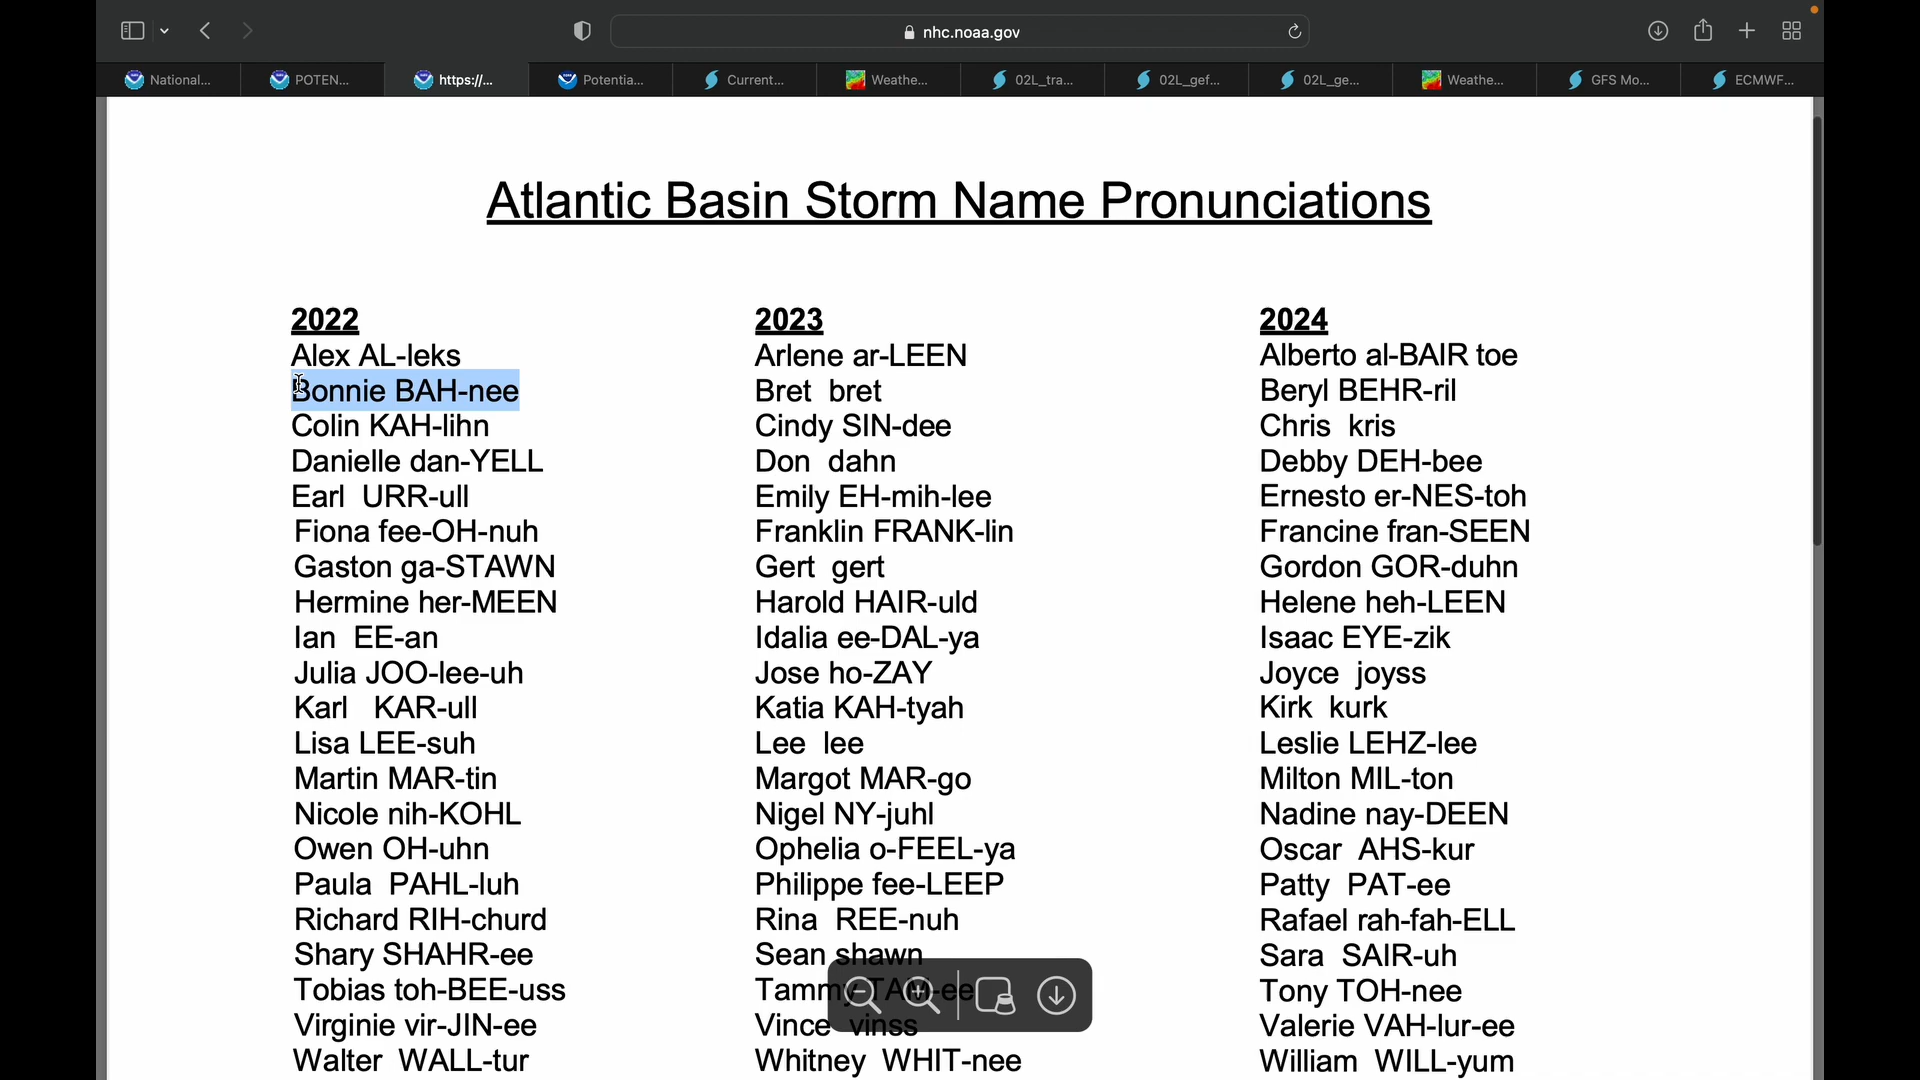 nhc.noaa.gov
National...
POTEN...
https://...
Potentia...
Current...
Weathe...
02L_tra...
02L_gef...
02L_ge...
Weathe...
GFS Mo...
ECMWF...
Atlantic Basin Storm Name Pronunciations
2022
Alex AL-leks
Bonnie BAH-nee
Colin KAH-lihn
Danielle dan-YELL
Earl URR-ull
Fiona fee-OH-nuh
Gaston ga-STAWN
Hermine her-MEEN
Ian EE-an
Julia JOO-lee-uh
Karl KAR-ull
Lisa LEE-suh
Martin MAR-tin
Nicole nih-KOHL
Owen OH-uhn
Paula PAHL-luh
Richard RIH-churd
Shary SHAHR-ee
Tobias toh-BEE-uss
Virginie vir-JIN-ee
Walter WALL-tur
2023
Arlene ar-LEEN
Bret bret
Cindy SIN-dee
Don dahn
Emily EH-mih-lee
Franklin FRANK-lin
Gert gert
Harold HAIR-uld
Idalia ee-DAL-ya
Jose ho-ZAY
Katia KAH-tyah
Lee lee
Margot MAR-go
Nigel NY-juhl
Ophelia o-FEEL-ya
Philippe fee-LEEP
Rina REE-nuh
Sean shawn
Tammy TAM-ee
Vince vinss
Whitney WHIT-nee
2024
Alberto al-BAIR toe
Beryl BEHR-ril
Chris kris
Debby DEH-bee
Ernesto er-NES-toh
Francine fran-SEEN
Gordon GOR-duhn
Helene heh-LEEN
Isaac EYE-zik
Joyce joyss
Kirk kurk
Leslie LEHZ-lee
Milton MIL-ton
Nadine nay-DEEN
Oscar AHS-kur
Patty PAT-ee
Rafael rah-fah-ELL
Sara SAIR-uh
Tony TOH-nee
Valerie VAH-lur-ee
William WILL-yum